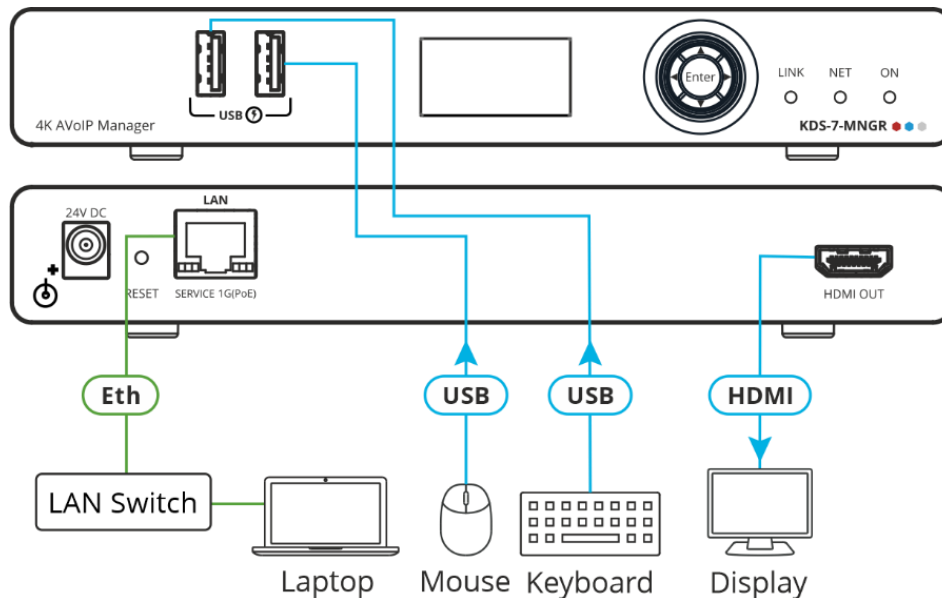 Enter
LINK NET ON
USB
4K AVoIP Manager
KDS-7-MNGR
LAN
24V DC
RESET
SERVICE 1G(PoE)
HDMI OUT
Eth
USB
USB
HDMI
LAN Switch
Laptop
Mouse
Keyboard
Display